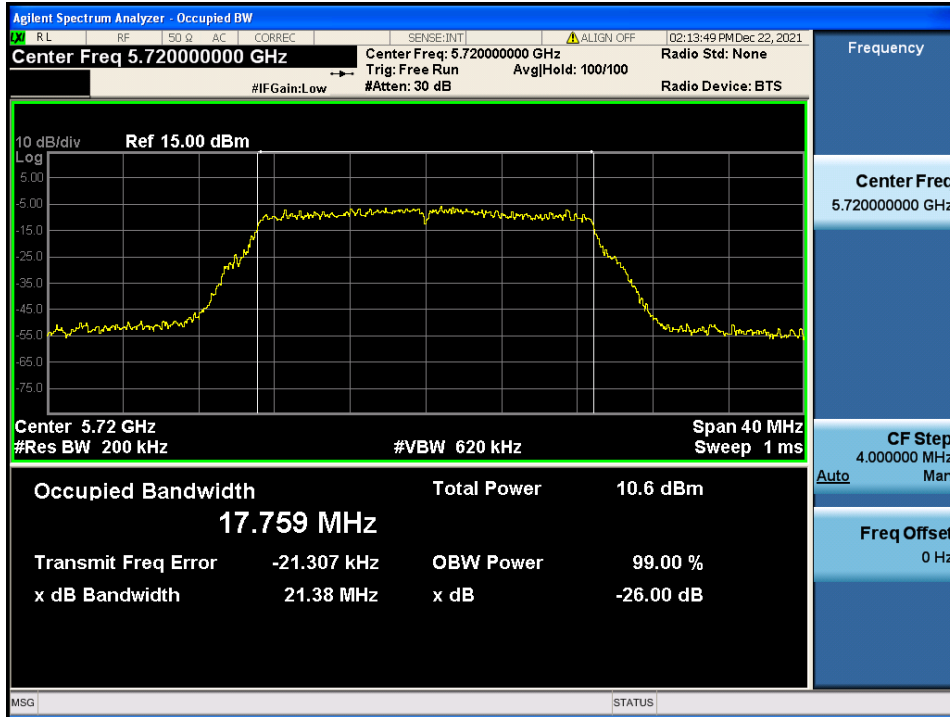 Agilent Spectrum Analyzer - Occupied BW
LXI RL RF 50 Ω AC CORREC SENSE:INT ALIGN OFF 02:13:49 PM Dec 22, 2021
Center Freq 5.720000000 GHz
Center Freq: 5.720000000 GHz Radio Std: None
Trig: Free Run Avg|Hold: 100/100
#IFGain:Low #Atten: 30 dB Radio Device: BTS
Frequency
10 dB/div Ref 15.00 dBm
Log
5.00
-5.00
-15.0
-25.0
-35.0
-45.0
-55.0
-65.0
-75.0
Center Freq
5.720000000 GHz
Center 5.72 GHz Span 40 MHz
#Res BW 200 kHz #VBW 620 kHz Sweep 1 ms
CF Step
4.000000 MHz
Auto Man
Occupied Bandwidth Total Power 10.6 dBm
17.759 MHz
Transmit Freq Error -21.307 kHz OBW Power 99.00 %
x dB Bandwidth 21.38 MHz x dB -26.00 dB
Freq Offset
0 Hz
MSG STATUS